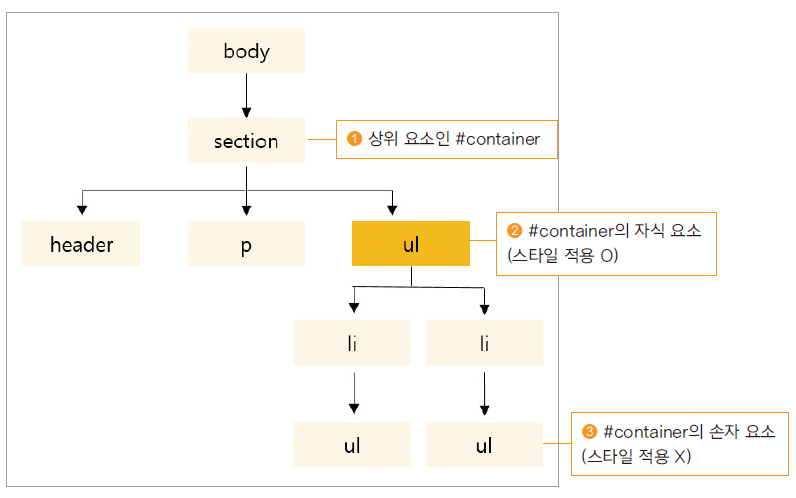 body
section
❶ 상위 요소인 #container
header
p
ul
❷ #container의 자식 요소
(스타일 적용 O)
li
li
ul
ul
❸ #container의 손자 요소
(스타일 적용 X)